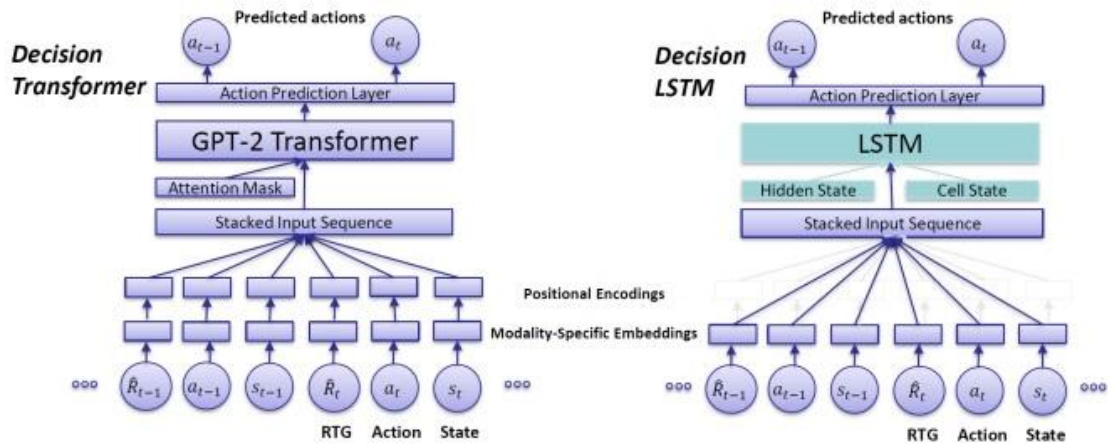 Predicted actions
Decision
Transformer
a_{t-1}
a_t
Action Prediction Layer
GPT-2 Transformer
Attention Mask
Stacked Input Sequence
ooo
R̂_{t-1}
a_{t-1}
s_{t-1}
R̂_t
a_t
s_t
ooo
RTG Action State
Positional Encodings
Modality-Specific Embeddings
Predicted actions
Decision
LSTM
a_{t-1}
a_t
Action Prediction Layer
LSTM
Hidden State
Cell State
Stacked Input Sequence
R̂_{t-1}
a_{t-1}
s_{t-1}
R̂_t
a_t
s_t
ooo
RTG Action State